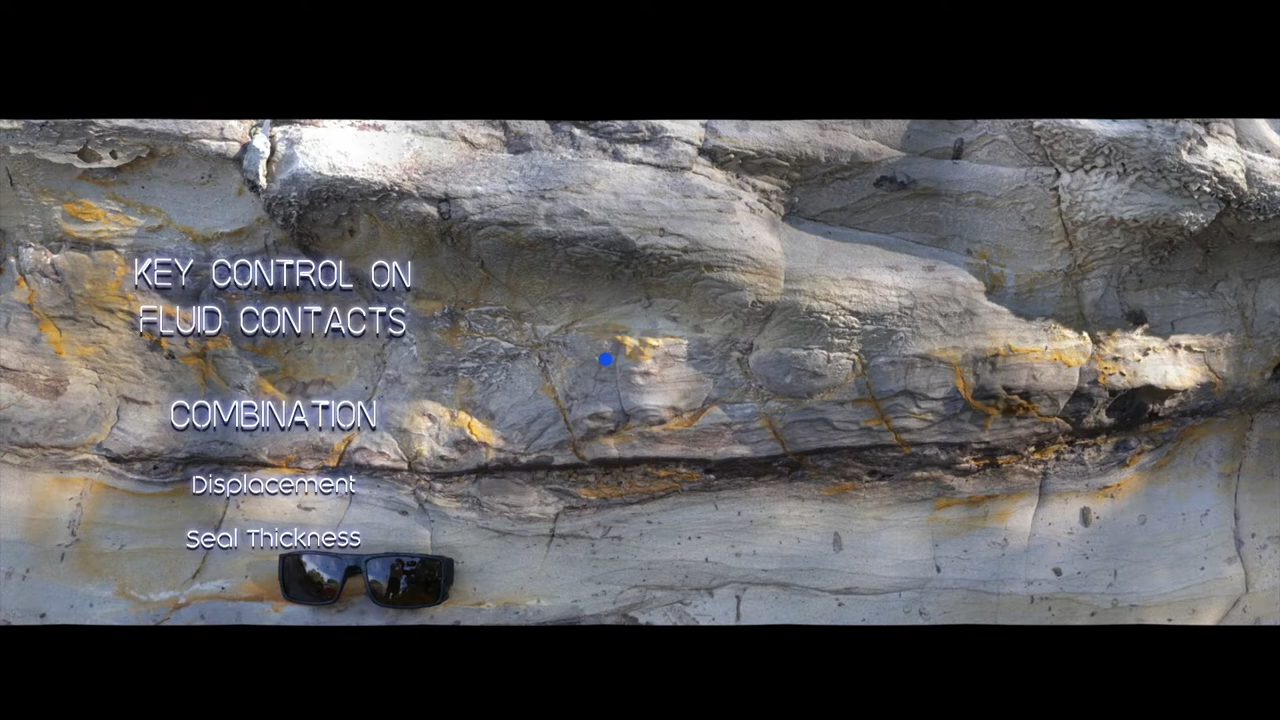 KEY CONTROL ON
FLUID CONTACTS
COMBINATION
Displacement
Seal Thickness